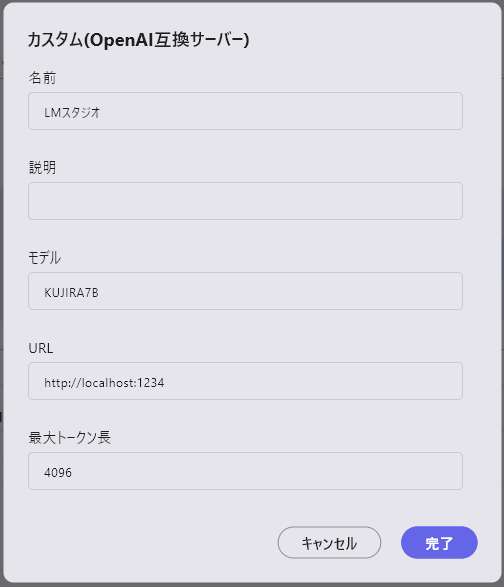 カスタム(OpenAI互換サーバー)
名前
LMスタジオ
説明
モデル
KUJIRA7B
URL
http://localhost:1234
最大トークン長
4096
キャンセル
完了